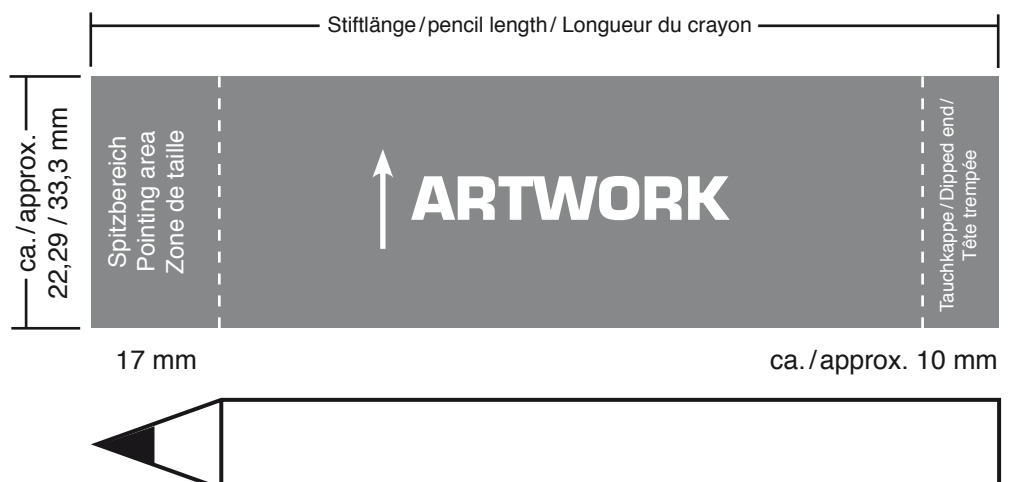 Stiftlänge/pencil length/ Longueur du crayon
ca./approx.
22,29 / 33,3 mm
Spitzbereich
Pointing area
Zone de taille
ARTWORK
Tauchkappe/Dipped end/
Tête trempée
17 mm
ca./approx. 10 mm